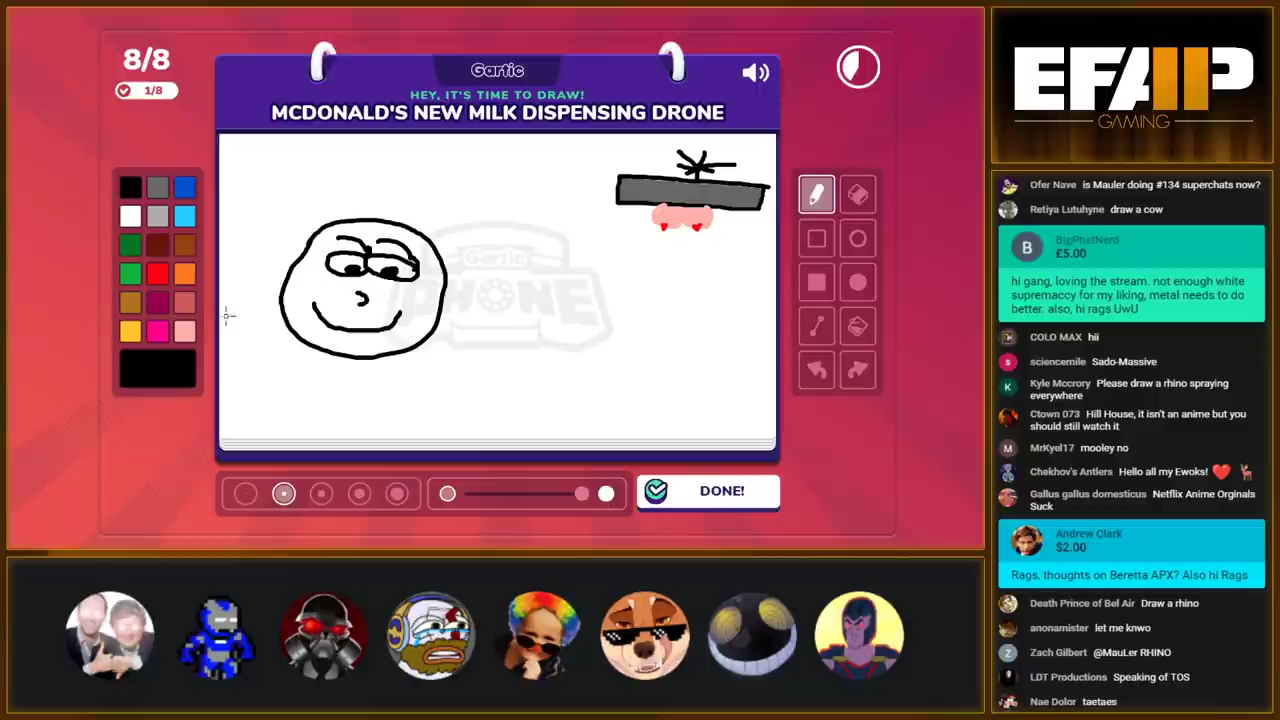 8/8
1/8
Gartic
HEY, IT'S TIME TO DRAW!
MCDONALD'S NEW MILK DISPENSING DRONE
Gartic
PHONE
DONE!
EFAP
GAMING
Ofer Nave is Mauler doing #134 superchats now?
Retiya Lutuhyne draw a cow
B
BigPhatNerd
£5.00
hi gang, loving the stream. not enough white
supremaccy for my liking, metal needs to do
better. also, hi rags UwU
COLO MAX hii
sciencemile Sado-Massive
K
Kyle Mccrory Please draw a rhino spraying
everywhere
Ctown 073 Hill House, it isn't an anime but you
should still watch it
M
MrKyel17 mooley no
Chekhov's Antlers Hello all my Ewoks!
Gallus gallus domesticus Netflix Anime Orginals
Suck
Andrew Clark
$2.00
Rags, thoughts on Beretta APX? Also hi Rags
Death Prince of Bel Air Draw a rhino
anonamister let me knwo
Z
Zach Gilbert @MauLer RHINO
LDT Productions Speaking of TOS
Nae Dolor taetaes